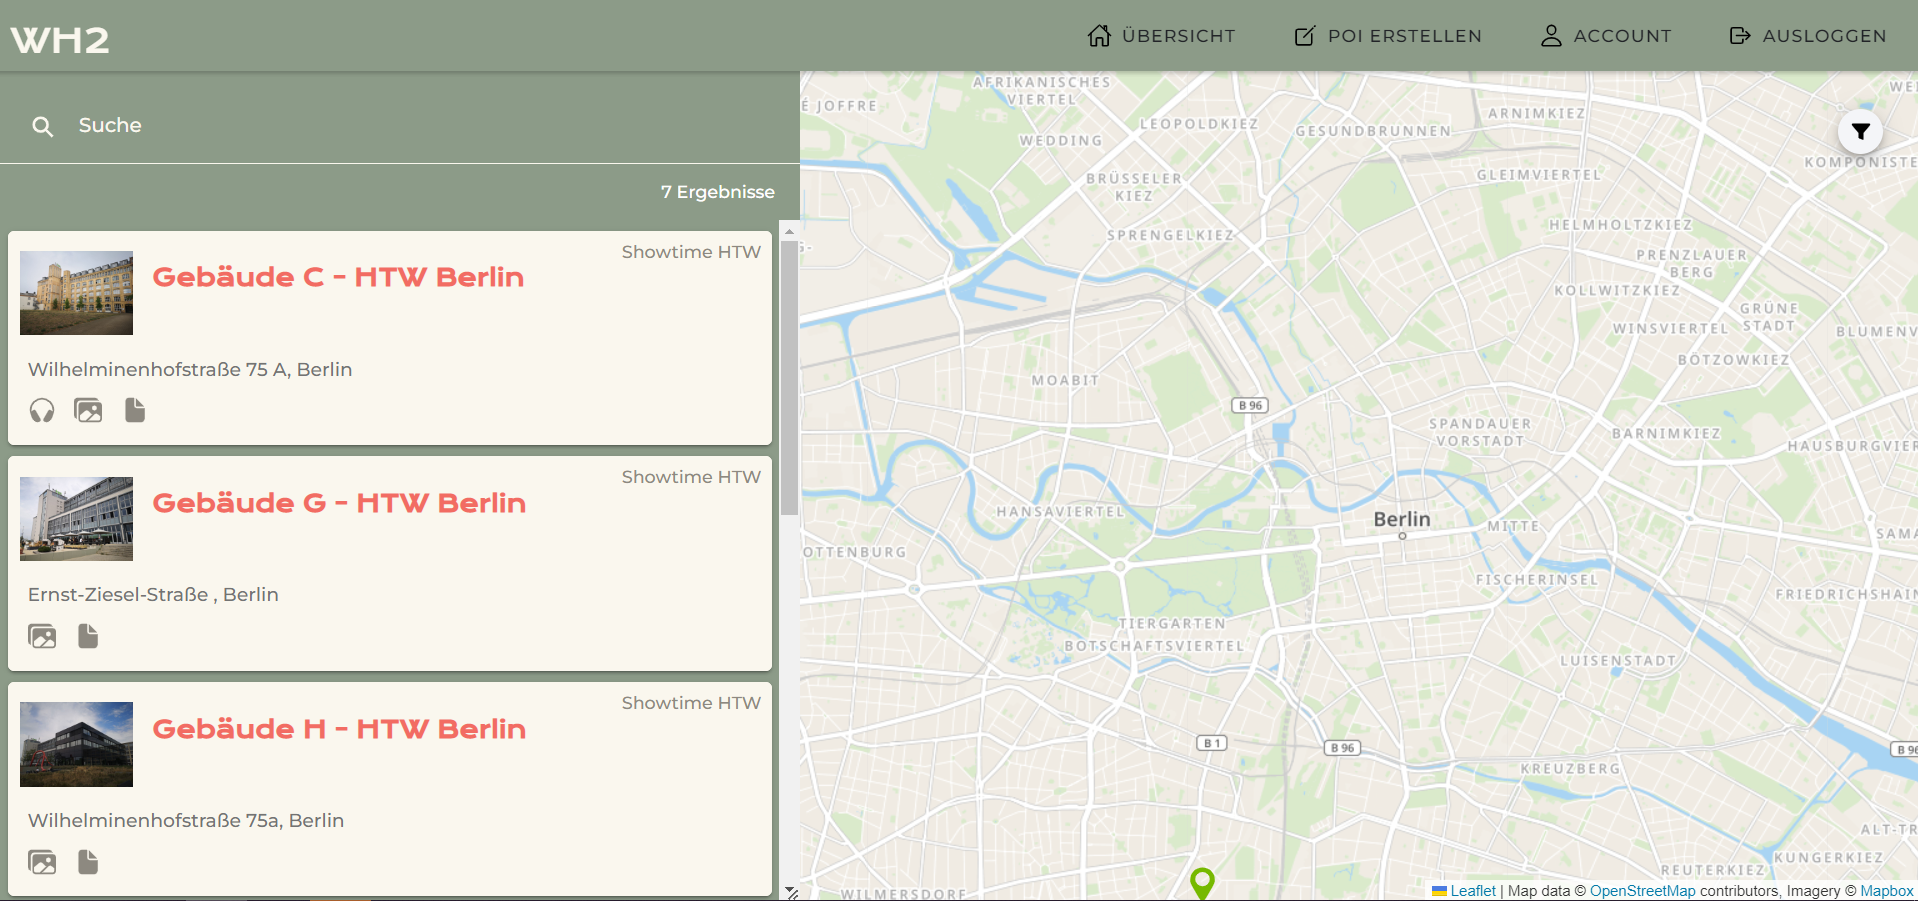 WH2
ÜBERSICHT
POI ERSTELLEN
ACCOUNT
AUSLOGGEN
Suche
7 Ergebnisse
Showtime HTW
Gebäude C - HTW Berlin
Wilhelminenhofstraße 75 A, Berlin
Showtime HTW
Gebäude G - HTW Berlin
Ernst-Ziesel-Straße , Berlin
Showtime HTW
Gebäude H - HTW Berlin
Wilhelminenhofstraße 75a, Berlin
AFRIKANISCHES
VIERTEL
É JOFFRE
WEDDING
LEOPOLDKIEZ
GESUNDBRUNNEN
ARNIMKIEZ
WE
KOMPONISTE
BRÜSSELER
KIEZ
GLEIMVIERTEL
SPRENGELKIEZ
HELMHOLTZKIEZ
PRENZLAUER
BERG
KOLLWITZKIEZ
GRÜNE
STADT
WINSVIERTEL
BLUMENV
BÖTZOWKIEZ
MOABIT
B 96
SPANDAUER
VORSTADT
BARNIMKIEZ
HAUSBURGVIER
HANSAVIERTEL
Berlin
MITTE
SAMA
OTTENBURG
FISCHERINSEL
FRIEDRICHSHAIN
TIERGARTEN
BOTSCHAFTSVIERTEL
LUISENSTADT
B 1
B 96
B 96
KREUZBERG
ALT-TR
KUNGERKIEZ
REUTERKIEZ
WILMERSDORF
Leaflet | Map data © OpenStreetMap contributors, Imagery © Mapbox